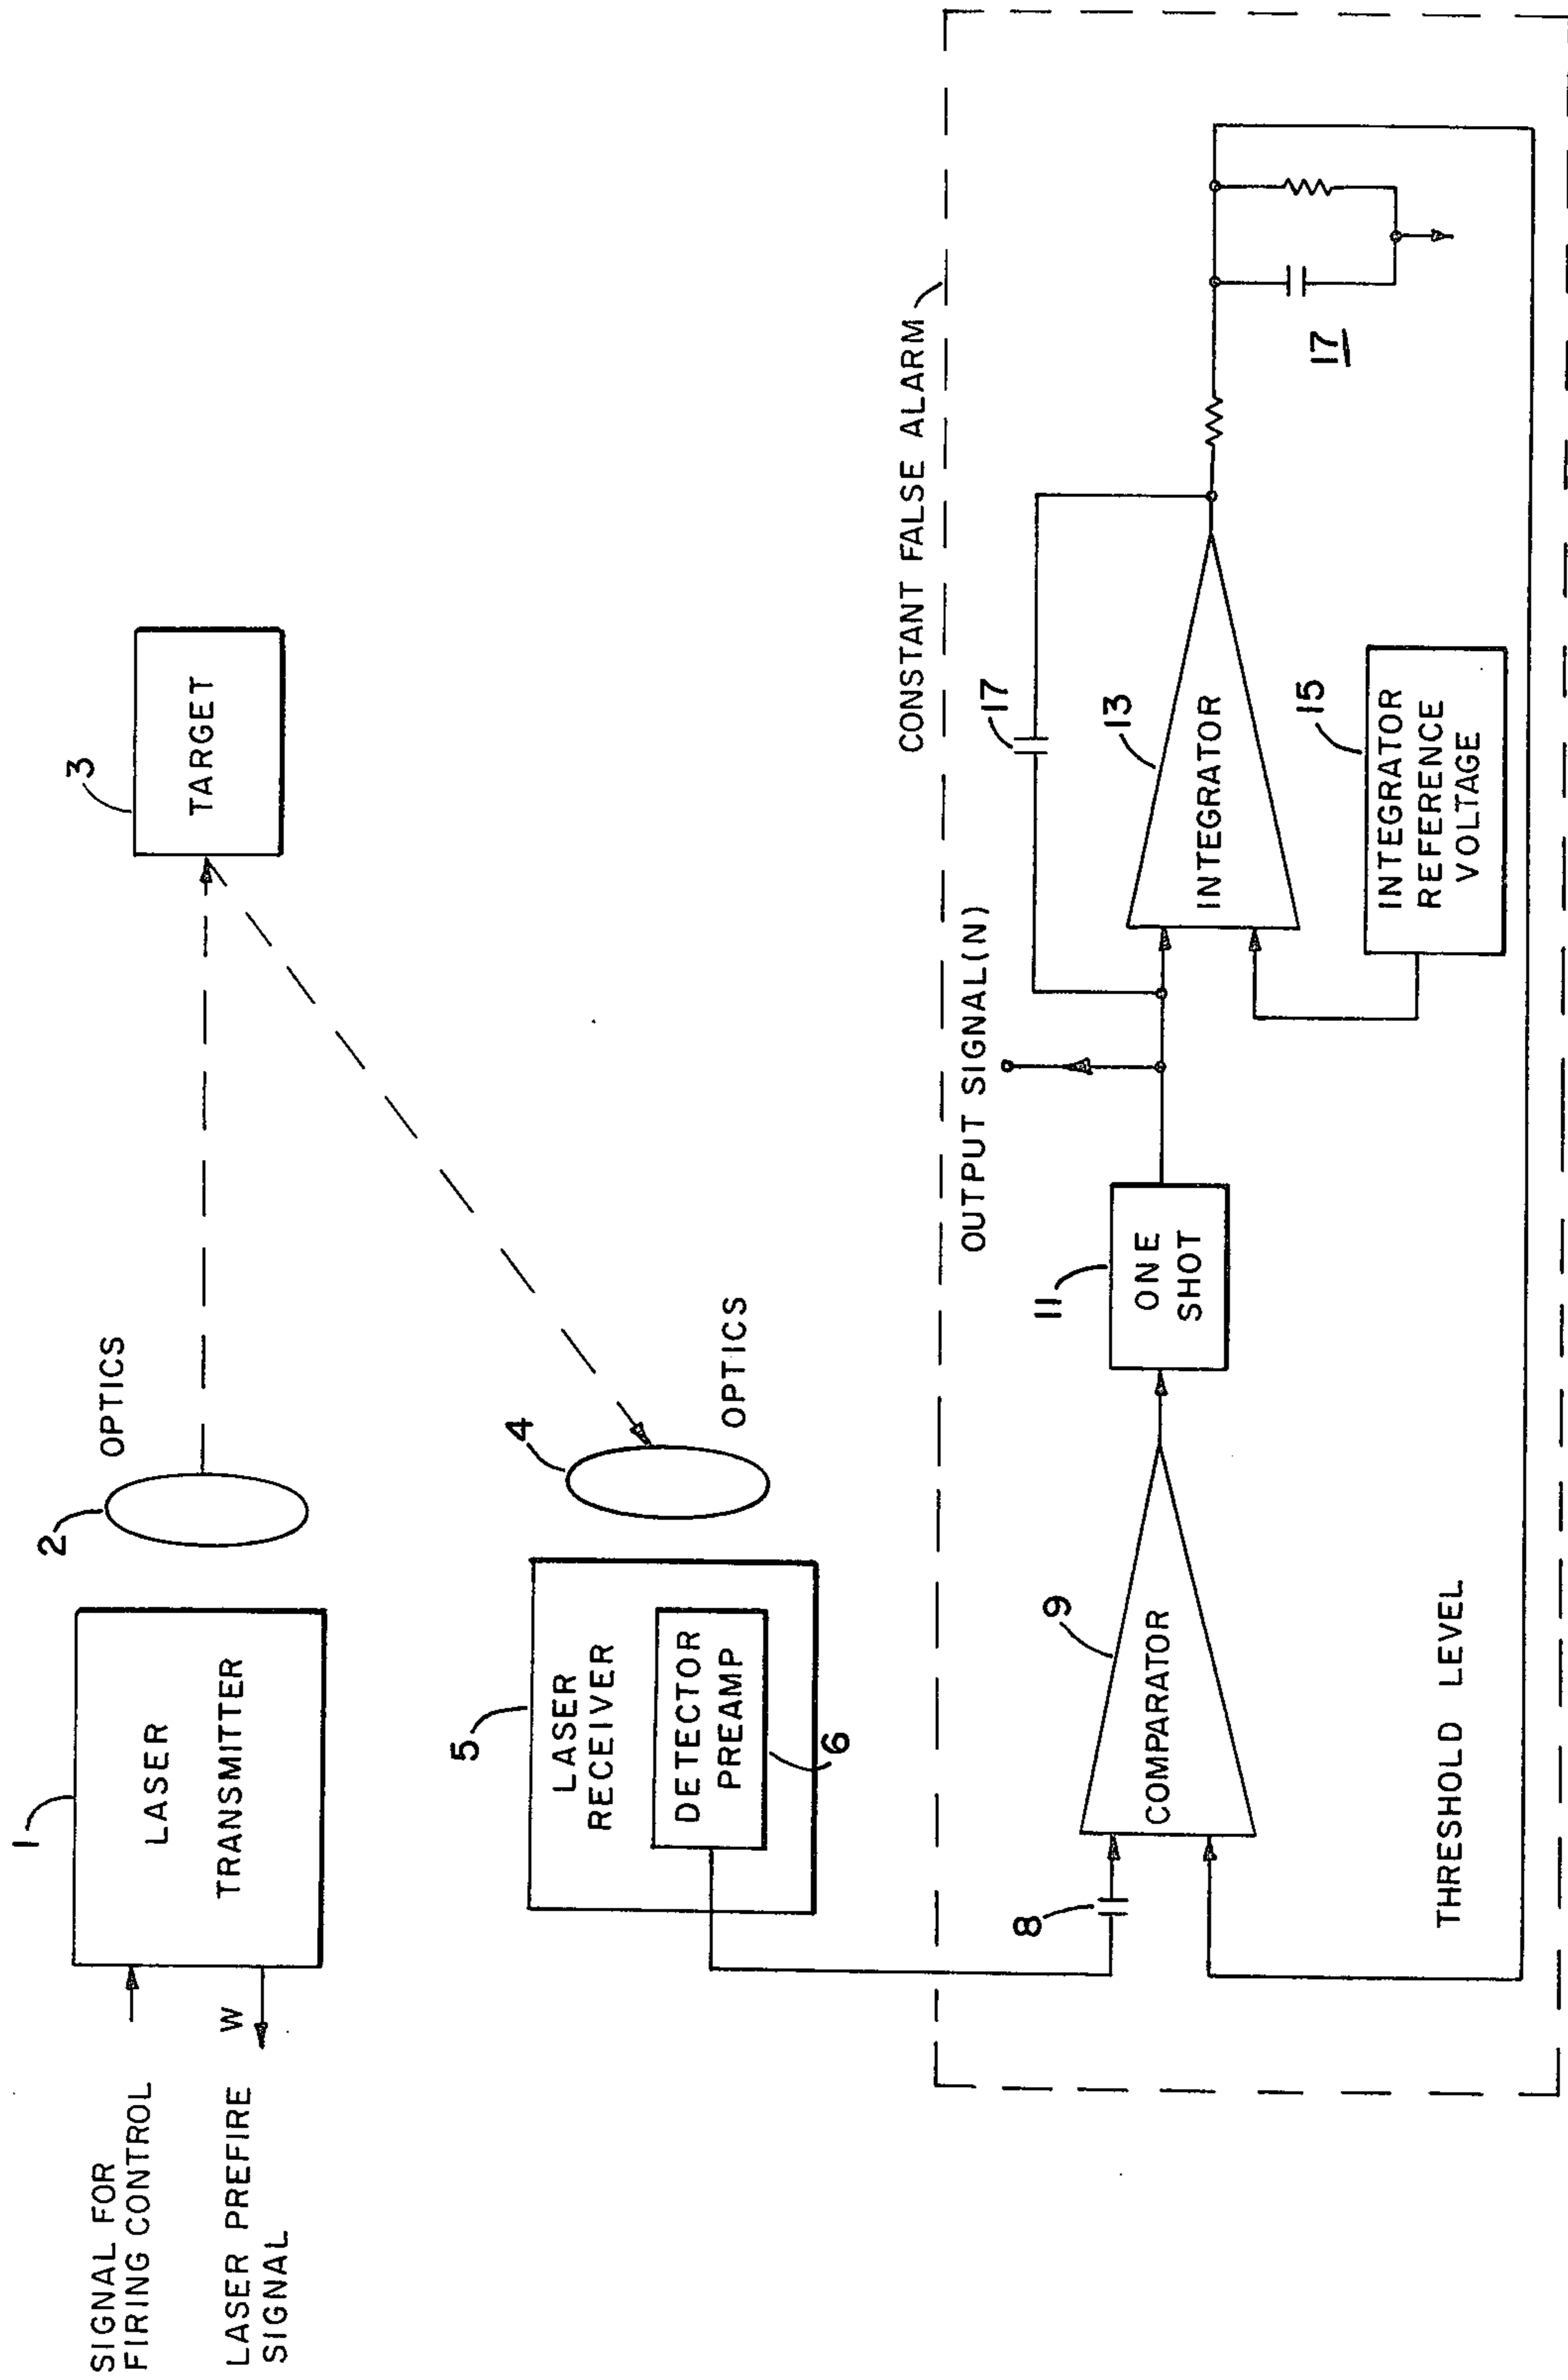 SIGNAL FOR
FIRING CONTROL
LASER PREFIRE
SIGNAL
W
1
LASER
TRANSMITTER
2
OPTICS
3
TARGET
4
OPTICS
5
LASER
RECEIVER
DETECTOR
PREAMP
6
CONSTANT FALSE ALARM
8
9
COMPARATOR
THRESHOLD LEVEL
11
ONE
SHOT
OUTPUT SIGNAL(N)
17
13
INTEGRATOR
15
INTEGRATOR
REFERENCE
VOLTAGE
17